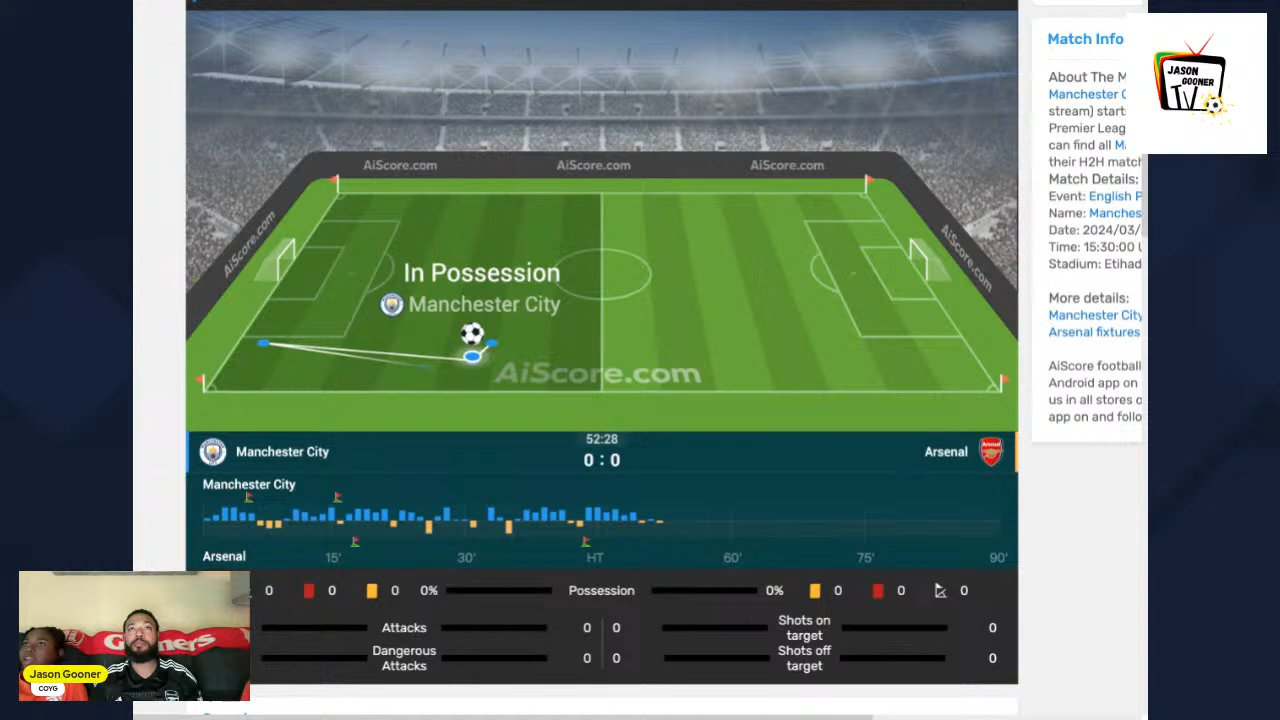 Match Info
JASON
GOONER
TV
About The M
Manchester C
stream) start
Premier Leag
can find all M
their H2H match
Match Details:
Event: English P
Name: Manches
Date: 2024/03/
Time: 15:30:00 U
Stadium: Etihad
More details:
Manchester City
Arsenal fixtures
AiScore football
Android app on
us in all stores o
app on and follo
AiScore.com
AiScore.com
AiScore.com
AiScore.com
AiScore.com
In Possession
Manchester City
AiScore.com
52:28
Manchester City
0 : 0
Arsenal
Manchester City
Arsenal
15'
30'
HT
60'
75'
90'
0 0 0 0% Possession 0% 0 0 0
Attacks 0 0 Shots on target 0
Dangerous Attacks 0 0 Shots off target 0
Gooners
Jason Gooner
COYG